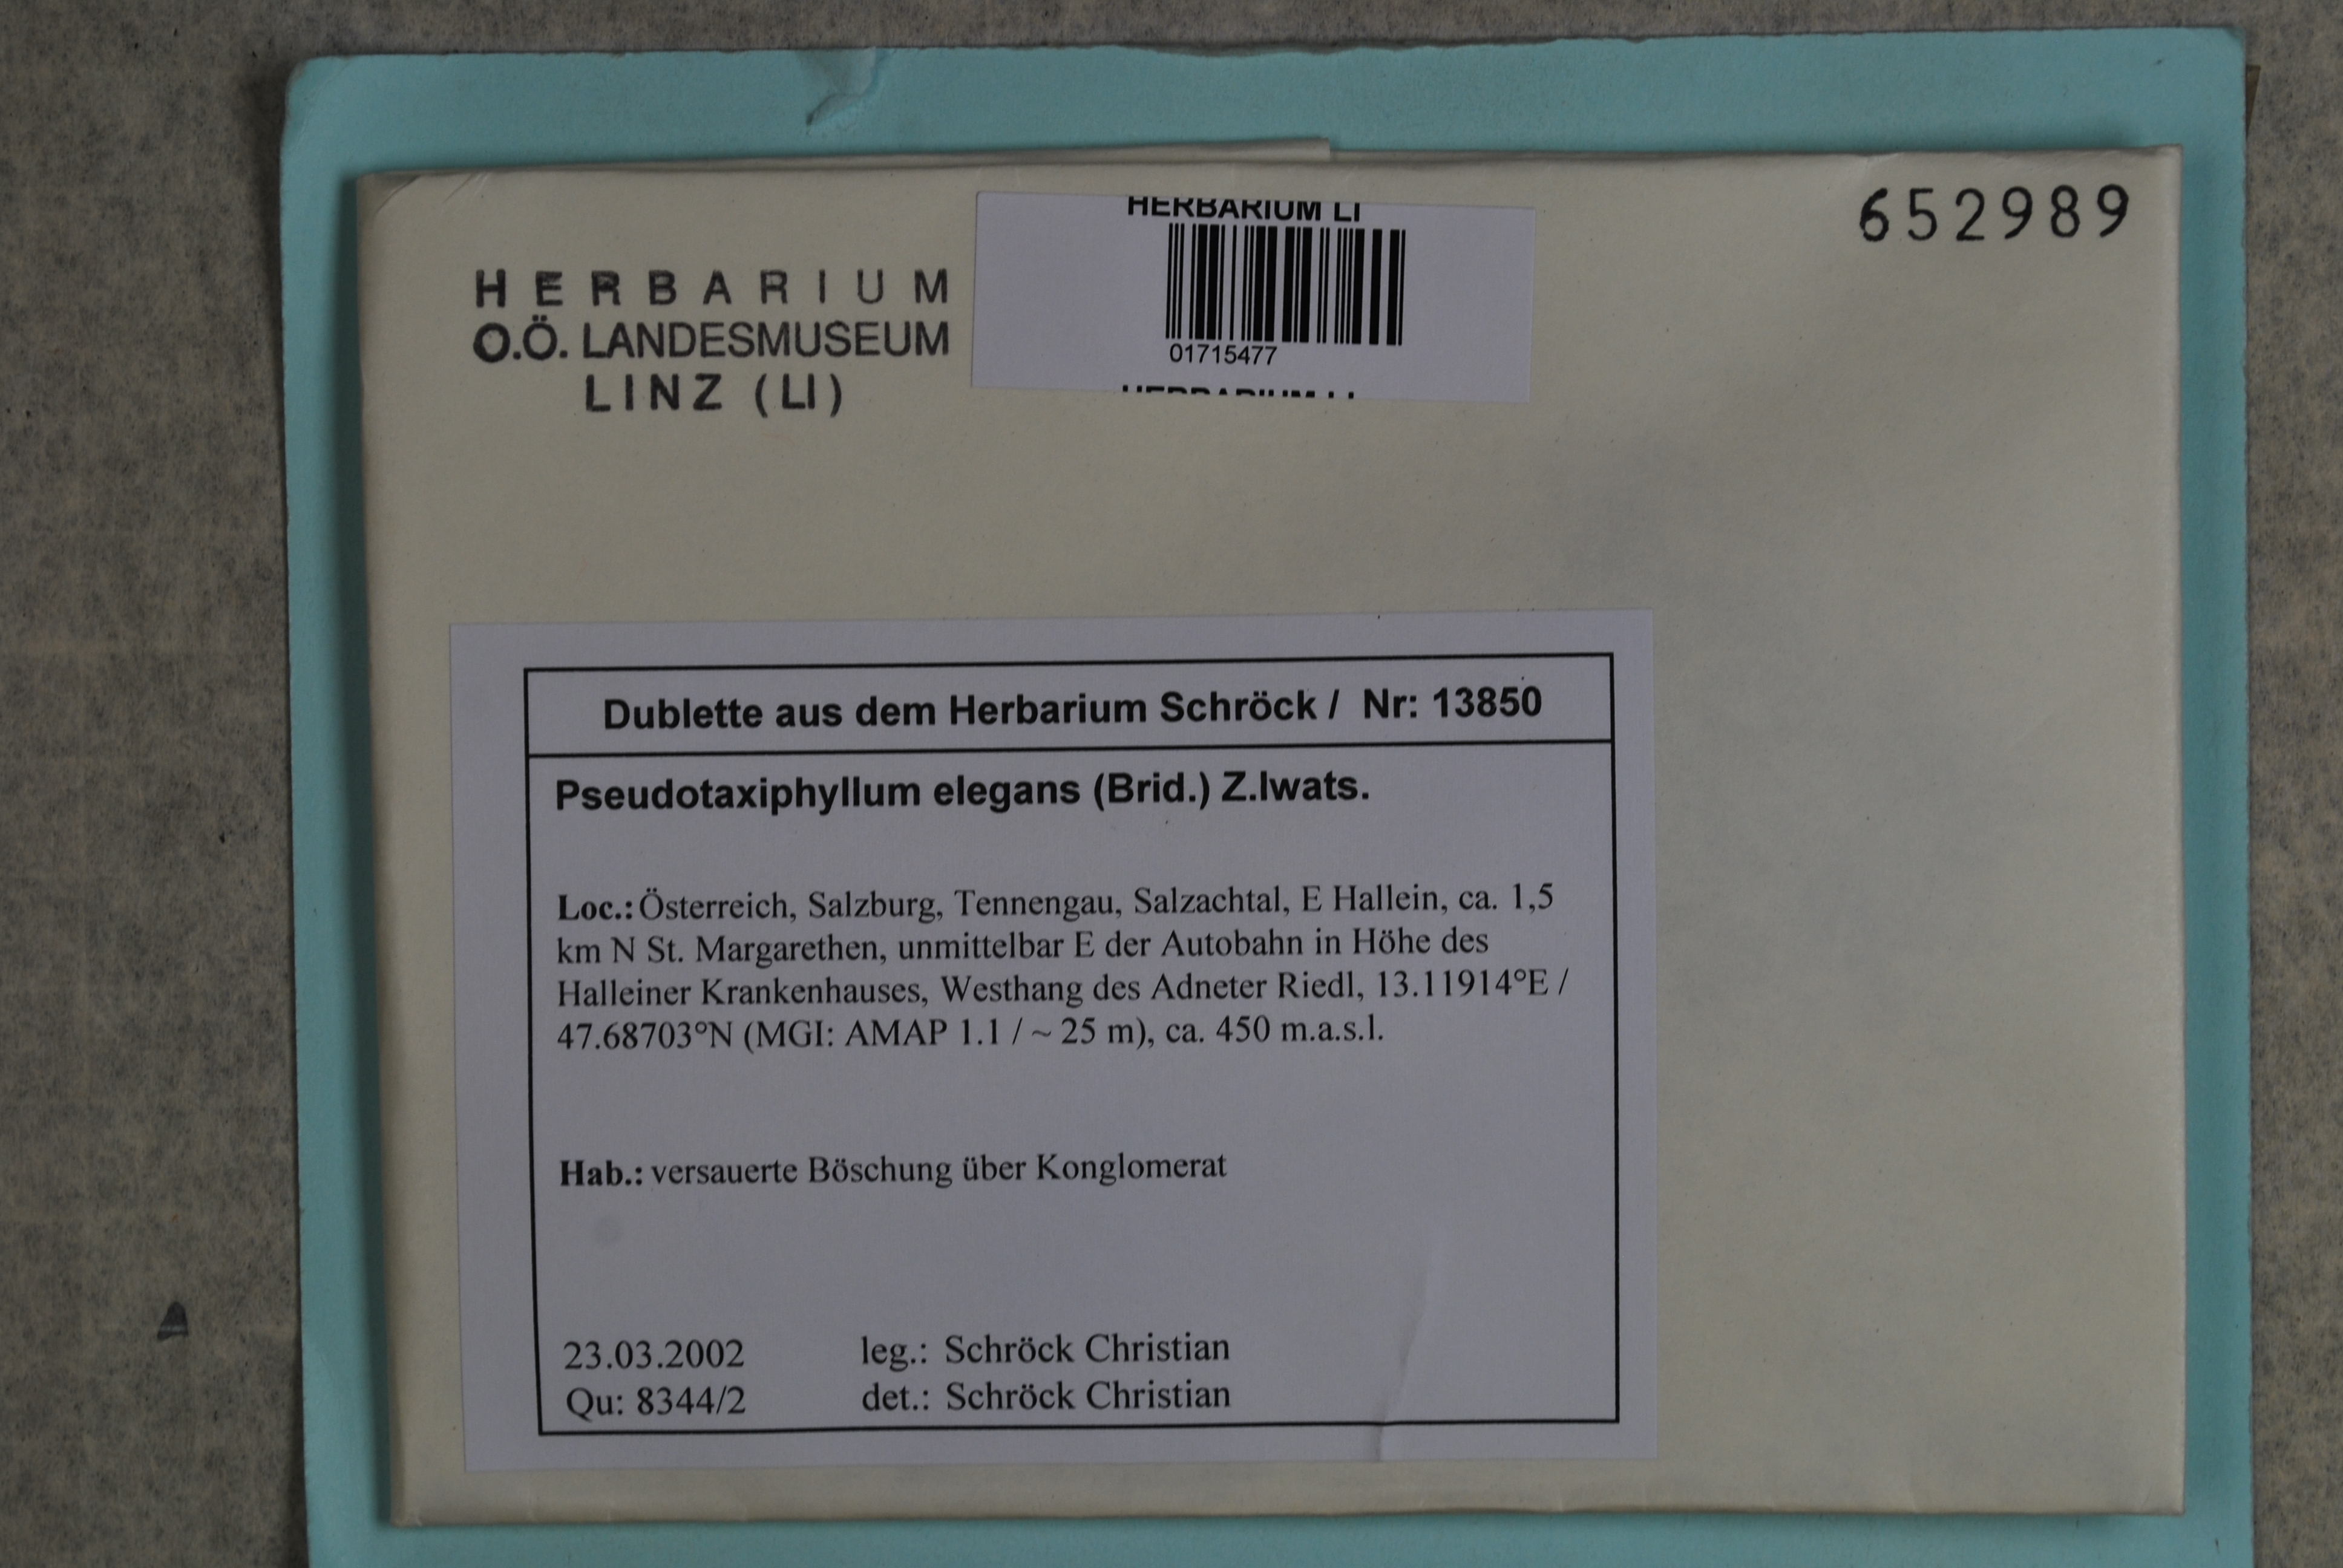 HERBARIUM
O.Ö. LANDESMUSEUM
LINZ (LI)
HERBARIUM LI
01715477
HERBARIUM LI
652989
Dublette aus dem Herbarium Schröck / Nr: 13850
Pseudotaxiphyllum elegans (Brid.) Z.Iwats.
Loc.: Österreich, Salzburg, Tennengau, Salzachtal, E Hallein, ca. 1,5
km N St. Margarethen, unmittelbar E der Autobahn in Höhe des
Halleiner Krankenhauses, Westhang des Adneter Riedl, 13.11914°E /
47.68703°N (MGI: AMAP 1.1 / ~ 25 m), ca. 450 m.a.s.l.
Hab.: versauerte Böschung über Konglomerat
23.03.2002 leg.: Schröck Christian
Qu: 8344/2 det.: Schröck Christian